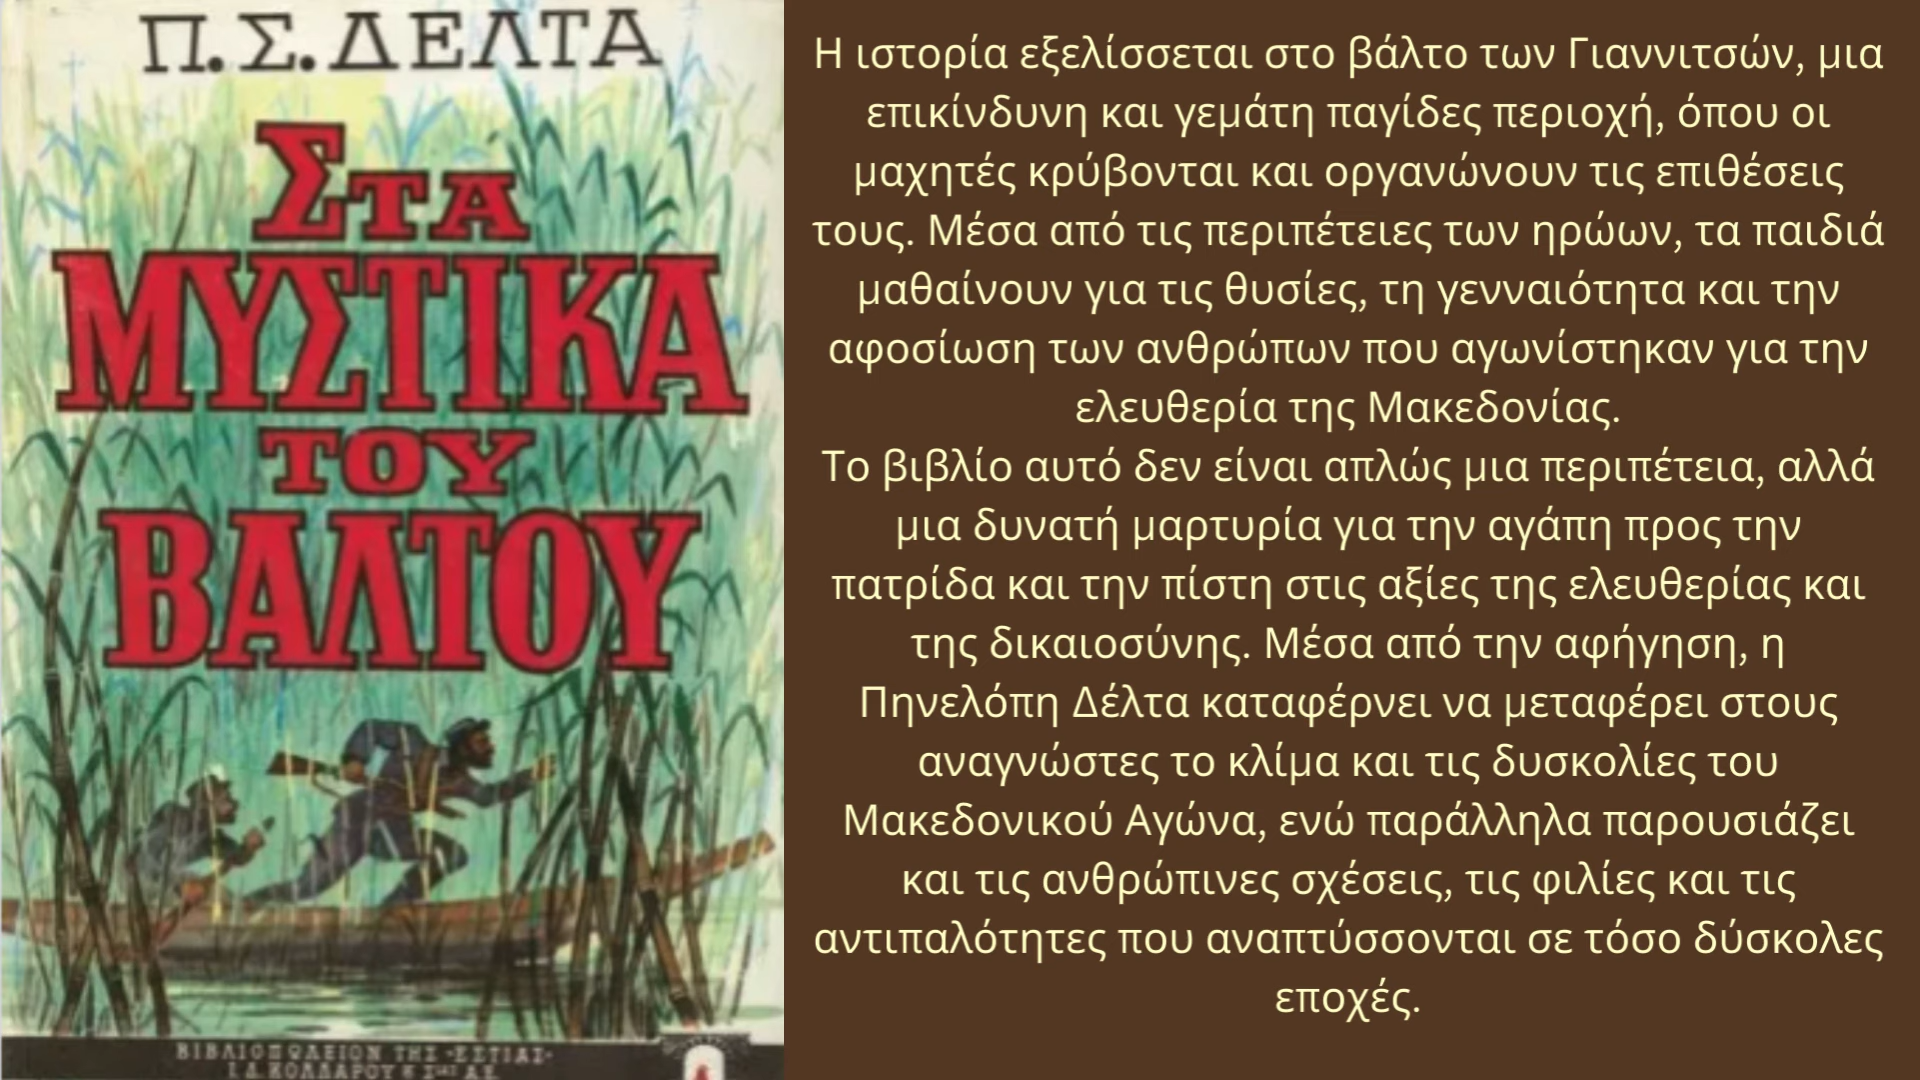 Π.Σ.ΔΕΛΤΑ
ΣΤΑ
ΜΥΣΤΙΚΑ
ΤΟΥ
ΒΑΛΤΟΥ
ΒΙΒΛΙΟΠΩΛΕΙΟΝ ΤΗΣ "ΕΣΤΙΑΣ"
Ι.Δ.ΚΟΛΛΑΡΟΥ & ΣΙΑΣ Α.Ε.
Η ιστορία εξελίσσεται στο βάλτο των Γιαννιτσών, μια
επικίνδυνη και γεμάτη παγίδες περιοχή, όπου οι
μαχητές κρύβονται και οργανώνουν τις επιθέσεις
τους. Μέσα από τις περιπέτειες των ηρώων, τα παιδιά
μαθαίνουν για τις θυσίες, τη γενναιότητα και την
αφοσίωση των ανθρώπων που αγωνίστηκαν για την
ελευθερία της Μακεδονίας.
Το βιβλίο αυτό δεν είναι απλώς μια περιπέτεια, αλλά
μια δυνατή μαρτυρία για την αγάπη προς την
πατρίδα και την πίστη στις αξίες της ελευθερίας και
της δικαιοσύνης. Μέσα από την αφήγηση, η
Πηνελόπη Δέλτα καταφέρνει να μεταφέρει στους
αναγνώστες το κλίμα και τις δυσκολίες του
Μακεδονικού Αγώνα, ενώ παράλληλα παρουσιάζει
και τις ανθρώπινες σχέσεις, τις φιλίες και τις
αντιπαλότητες που αναπτύσσονται σε τόσο δύσκολες
εποχές.